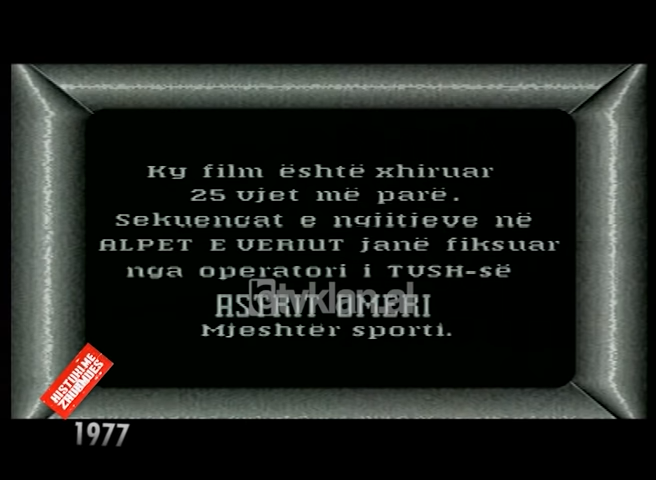 Ky film është xhiruar
25 vjet më parë.
Sekuencat e ngjitjeve në
ALPET E VERIUT janë fiksuar
nga operatori i TVSH-së
ASTRIT OMERI
Mjeshtër sporti.
1977